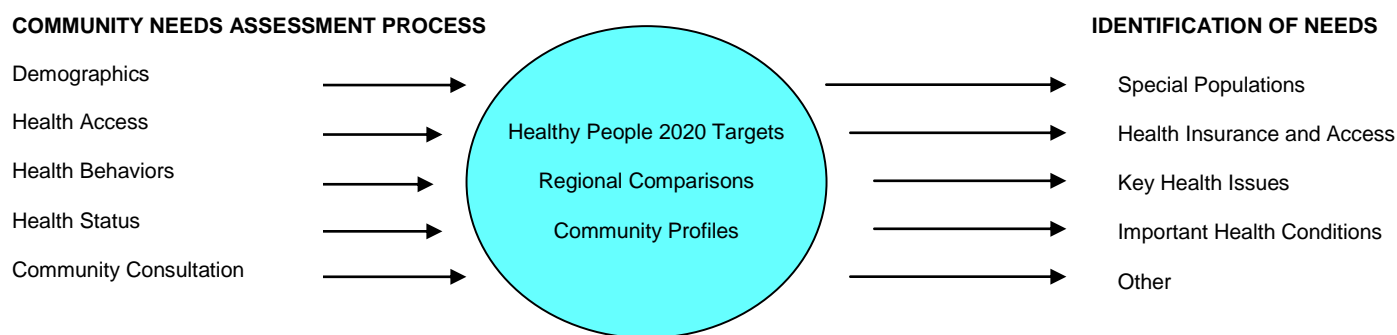 COMMUNITY NEEDS ASSESSMENT PROCESS
Demographics
Health Access
Health Behaviors
Health Status
Community Consultation
Healthy People 2020 Targets
Regional Comparisons
Community Profiles
IDENTIFICATION OF NEEDS
Special Populations
Health Insurance and Access
Key Health Issues
Important Health Conditions
Other